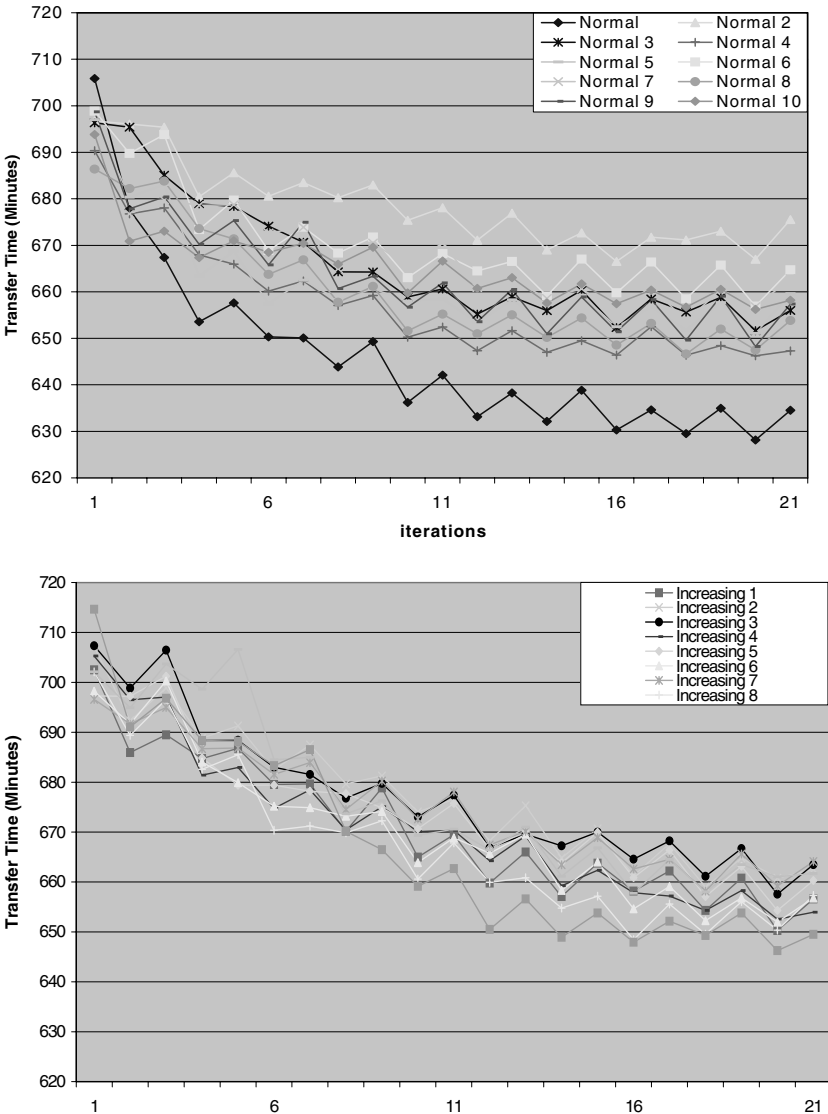 720
710
700
690
680
670
660
650
640
630
620
Transfer Time (Minutes)
Normal
Normal 2
Normal 3
Normal 4
Normal 5
Normal 6
Normal 7
Normal 8
Normal 9
Normal 10
1
6
11
16
21
iterations
720
710
700
690
680
670
660
650
640
630
620
Transfer Time (Minutes)
Increasing 1
Increasing 2
Increasing 3
Increasing 4
Increasing 5
Increasing 6
Increasing 7
Increasing 8
1
6
11
16
21